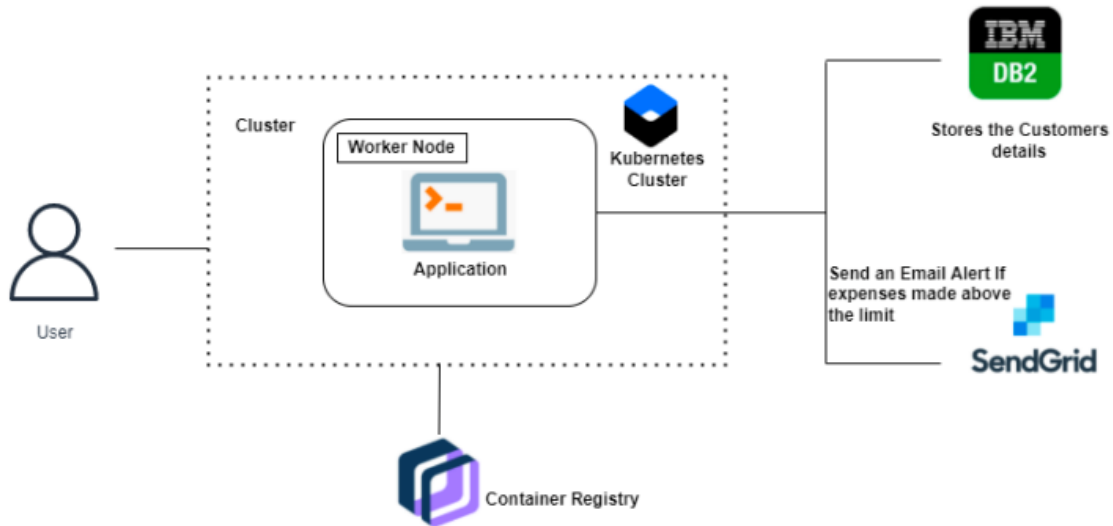 IBM
DB2
Stores the Customers
details
Cluster
Worker Node
Kubernetes
Cluster
Application
User
Send an Email Alert If
expenses made above
the limit
SendGrid
Container Registry